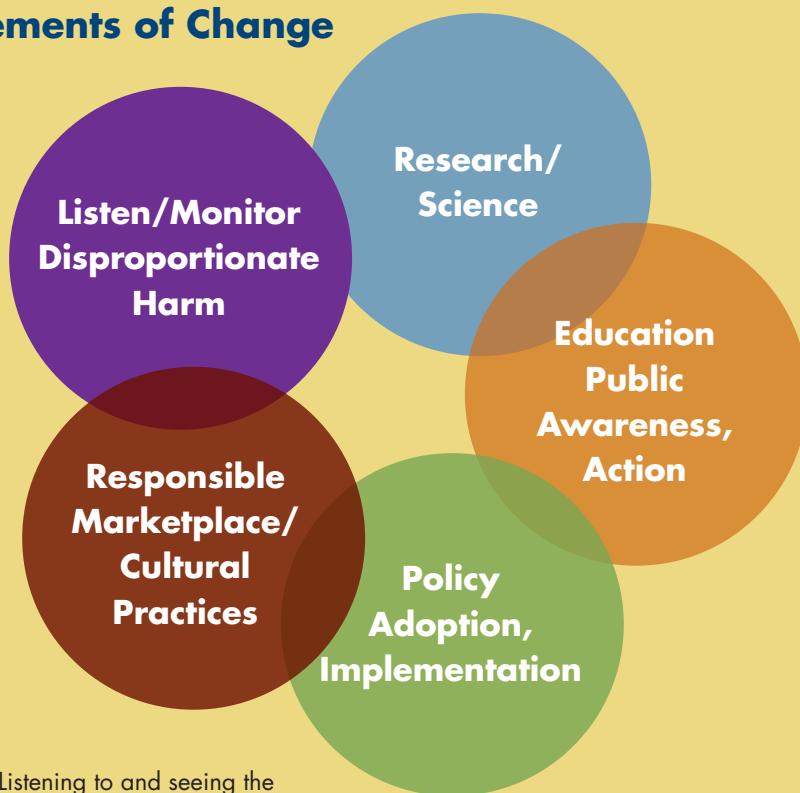 ements of Change
Research/
Science
Listen/Monitor
Disproportionate
Harm
Education
Public
Awareness,
Action
Responsible
Marketplace/
Cultural
Practices
Policy
Adoption,
Implementation
Listening to and seeing the